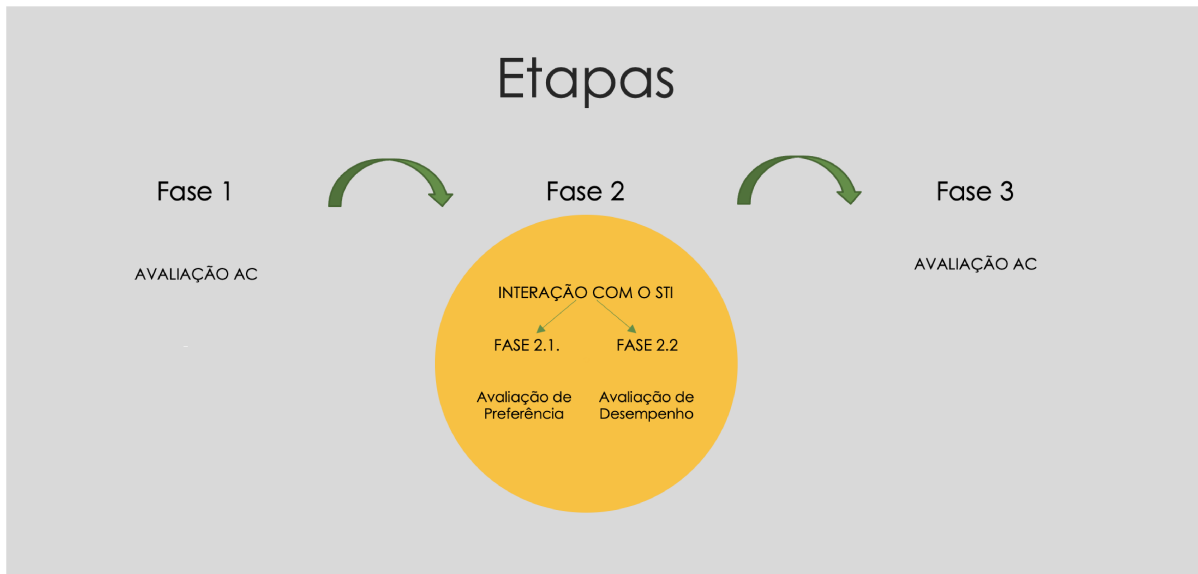 Etapas
Fase 1
Fase 2
Fase 3
AVALIAÇÃO AC
AVALIAÇÃO AC
INTERAÇÃO COM O STI
FASE 2.1.
FASE 2.2
Avaliação de
Preferência
Avaliação de
Desempenho